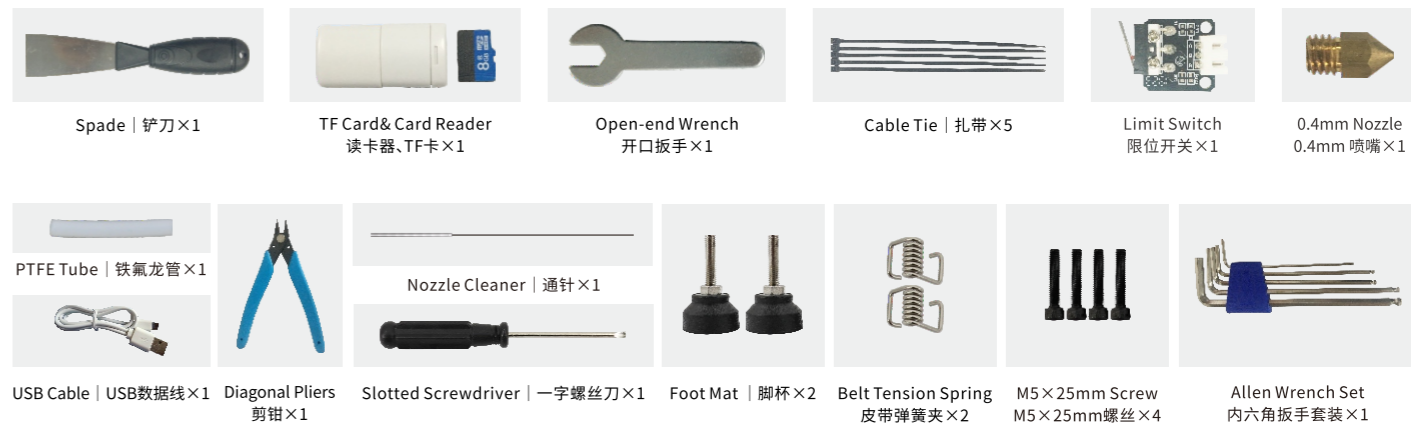 Spade｜铲刀×1
TF Card& Card Reader
读卡器、TF卡×1
Open-end Wrench
开口扳手×1
Cable Tie｜扎带×5
Limit Switch
限位开关×1
0.4mm Nozzle
0.4mm 喷嘴×1
8GB
PTFE Tube｜铁氟龙管×1
USB Cable｜USB数据线×1
Diagonal Pliers
剪钳×1
Nozzle Cleaner｜通针×1
Slotted Screwdriver｜一字螺丝刀×1
Foot Mat｜脚杯×2
Belt Tension Spring
皮带弹簧夹×2
M5×25mm Screw
M5×25mm螺丝×4
Allen Wrench Set
内六角扳手套装×1